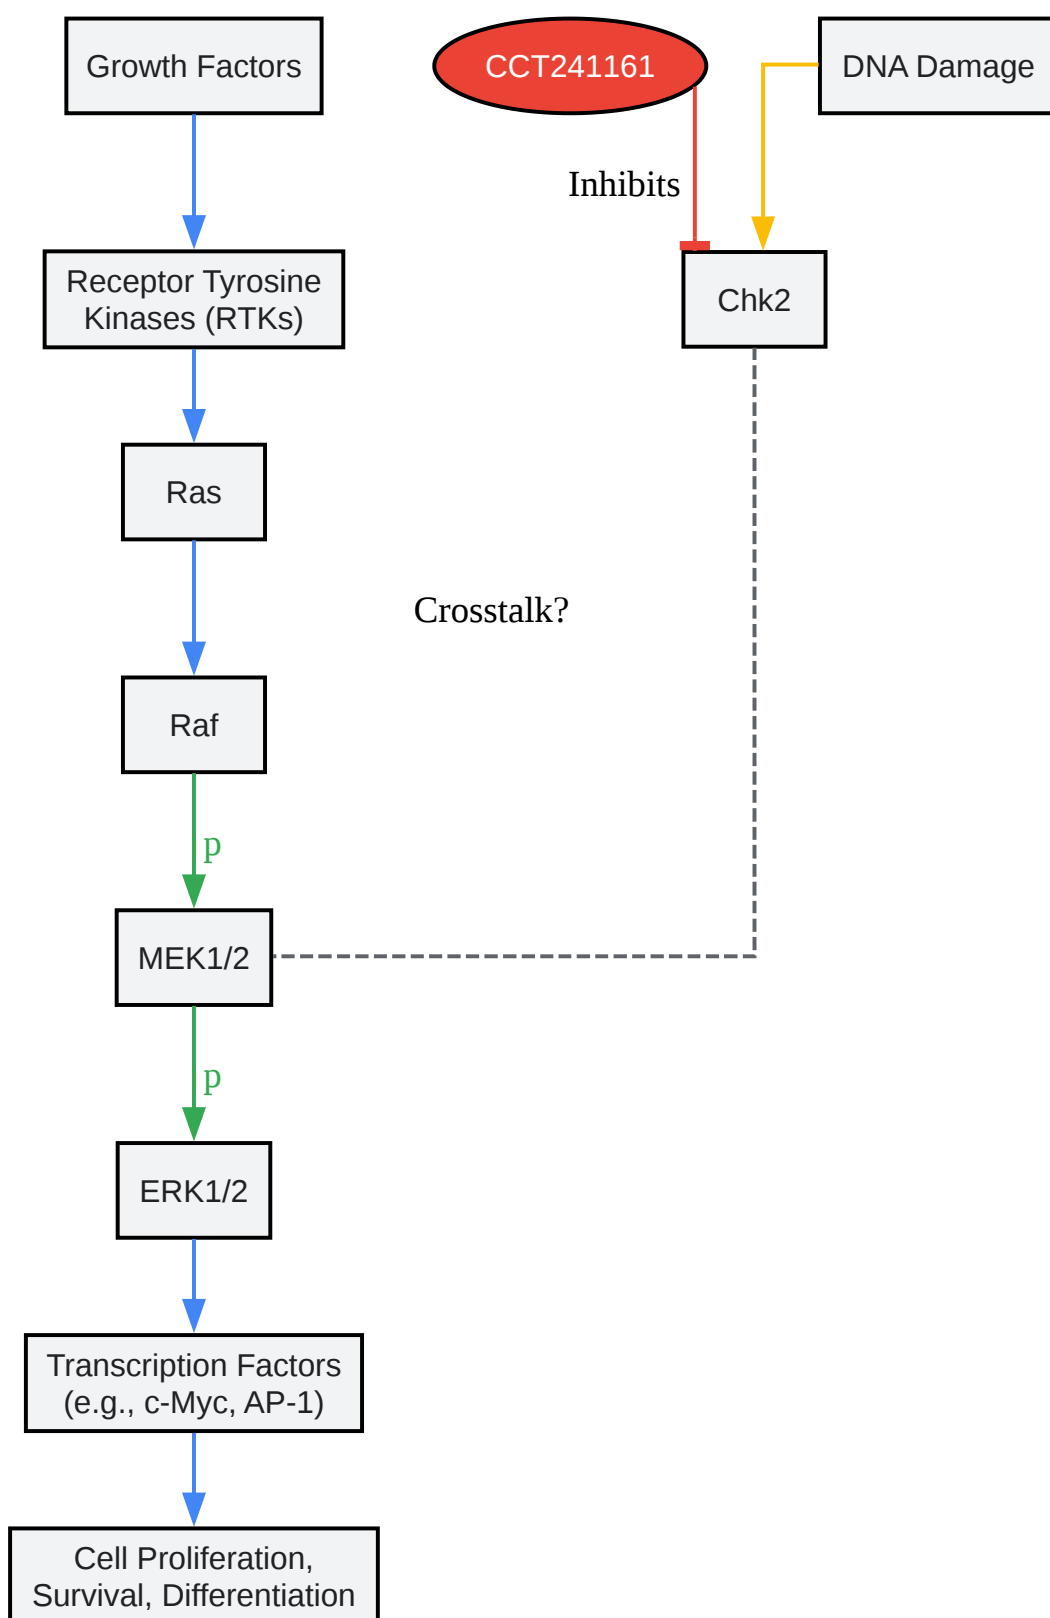 Growth Factors
CCT241161
DNA Damage
Inhibits
Receptor Tyrosine
Kinases (RTKs)
Chk2
Ras
Crosstalk?
Raf
p
MEK1/2
p
ERK1/2
Transcription Factors
(e.g., c-Myc, AP-1)
Cell Proliferation,
Survival, Differentiation